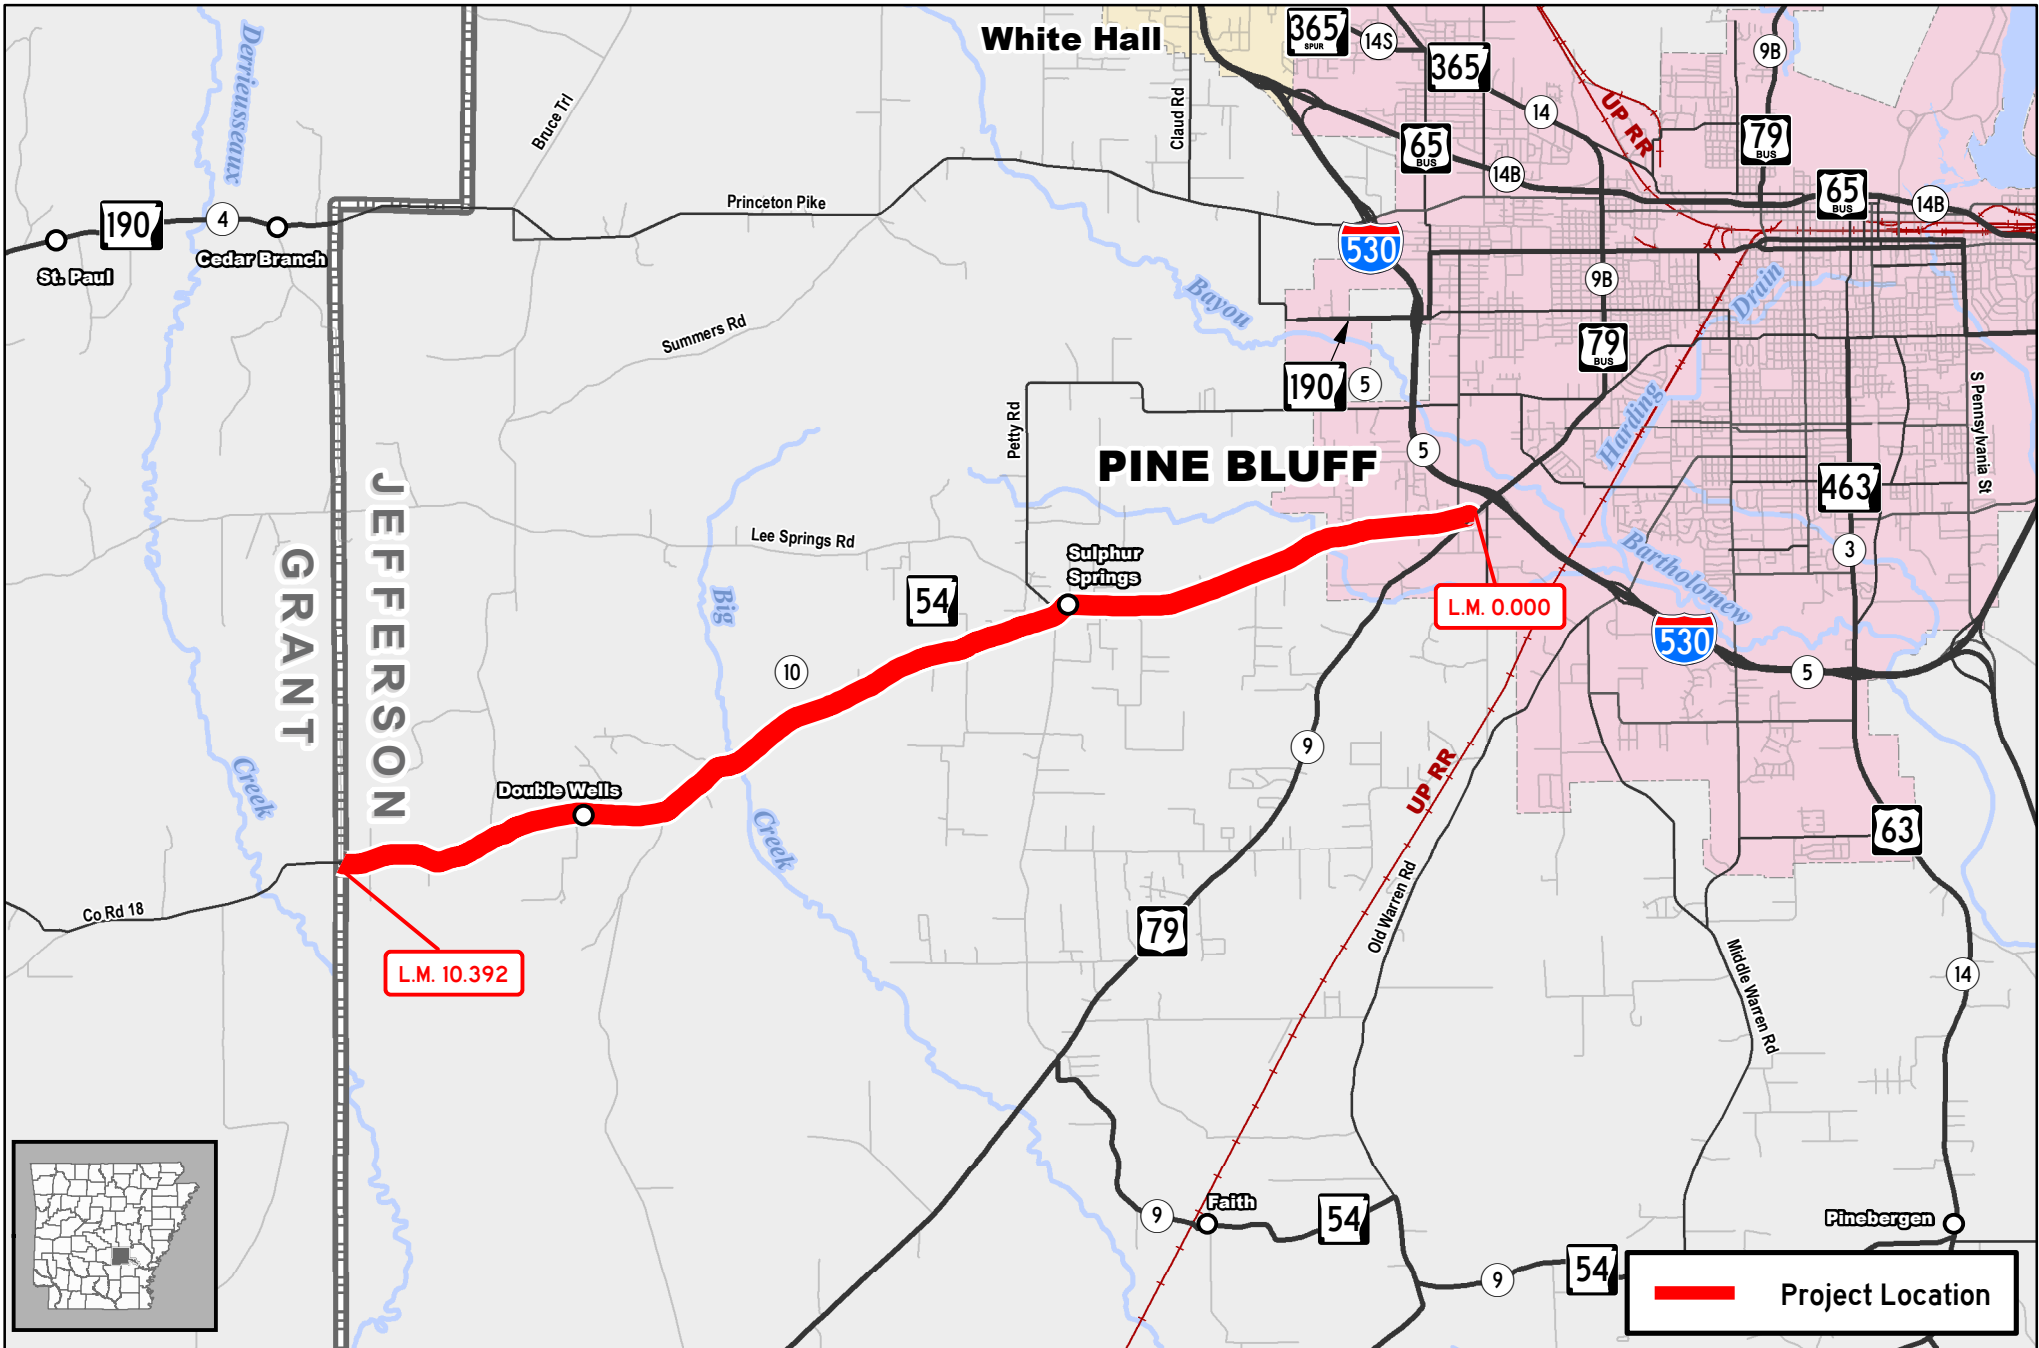 White Hall
365
SPUR
14S
365
9B
Derrieusseaux
Bruce Trl
Claud Rd
14
UP RR
65
BUS
79
BUS
14B
65
BUS
14B
190
4
Princeton Pike
Cedar Branch
St. Paul
530
Bayou
9B
Drain
Summers Rd
79
BUS
190
5
Petty Rd
S Pennsylvania St
Harding
PINE BLUFF
5
463
JEFFERSON
GRANT
Lee Springs Rd
Sulphur
Springs
Bartholomew
3
54
Big
L.M. 0.000
530
10
5
9
Creek
Double Wells
UP RR
Creek
63
Co Rd 18
Old Warren Rd
79
L.M. 10.392
Middle Warren Rd
14
9
Faith
54
Pinebergen
9
54
Project Location